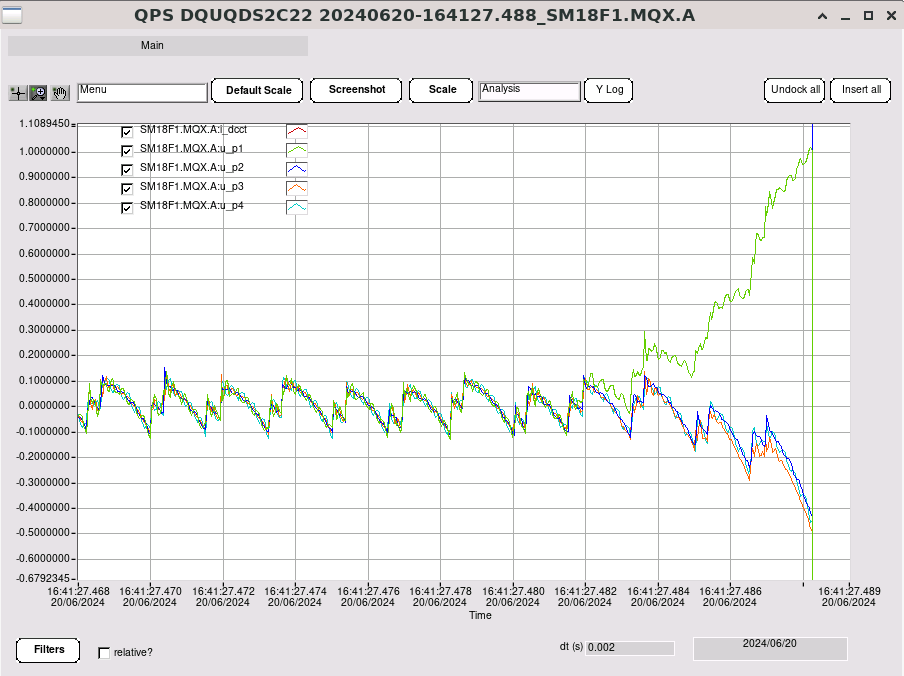 QPS DQUQDS2C22 20240620-164127.488_SM18F1.MQX.A
Main
Menu
Default Scale
Screenshot
Scale
Analysis
Y Log
Undock all
Insert all
1.1089450
1.0000000
0.9000000
0.8000000
0.7000000
0.6000000
0.5000000
0.4000000
0.3000000
0.2000000
0.1000000
0.0000000
-0.1000000
-0.2000000
-0.3000000
-0.4000000
-0.5000000
-0.6000000
-0.6792345
SM18F1.MQX.A:i_dcct
SM18F1.MQX.A:u_p1
SM18F1.MQX.A:u_p2
SM18F1.MQX.A:u_p3
SM18F1.MQX.A:u_p4
16:41:27.468 16:41:27.470 16:41:27.472 16:41:27.474 16:41:27.476 16:41:27.478 16:41:27.480 16:41:27.482 16:41:27.484 16:41:27.486 16:41:27.489
20/06/2024 20/06/2024 20/06/2024 20/06/2024 20/06/2024 20/06/2024 20/06/2024 20/06/2024 20/06/2024 20/06/2024 20/06/2024
Time
Filters
relative?
dt (s) 0.002
2024/06/20